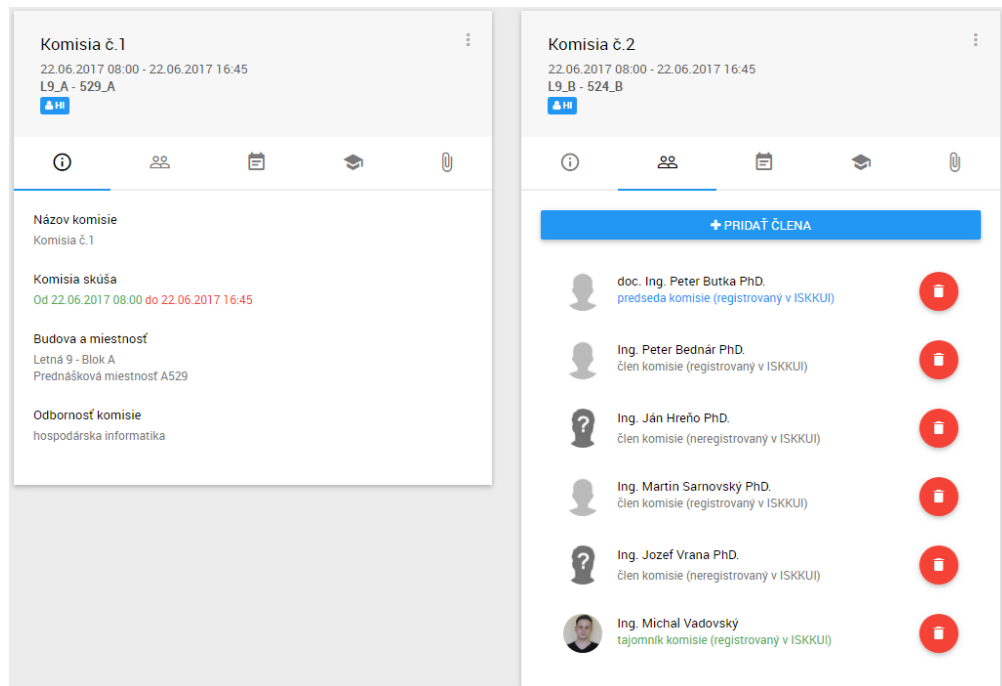 Komisia č.1
22.06.2017 08:00 - 22.06.2017 16:45
L9_A - 529_A
HI
Názov komisie
Komisia č.1
Komisia skúša
Od 22.06.2017 08:00 do 22.06.2017 16:45
Budova a miestnosť
Letná 9 - Blok A
Prednášková miestnosť A529
Odbornosť komisie
hospodárska informatika
Komisia č.2
22.06.2017 08:00 - 22.06.2017 16:45
L9_B - 524_B
HI
+ PRIDAŤ ČLENA
doc. Ing. Peter Butka PhD.
predseda komisie (registrovaný v ISKKUI)
Ing. Peter Bednár PhD.
člen komisie (registrovaný v ISKKUI)
?
Ing. Ján Hreňo PhD.
člen komisie (neregistrovaný v ISKKUI)
Ing. Martin Sarnovský PhD.
člen komisie (registrovaný v ISKKUI)
?
Ing. Jozef Vrana PhD.
člen komisie (neregistrovaný v ISKKUI)
Ing. Michal Vadovský
tajomník komisie (registrovaný v ISKKUI)